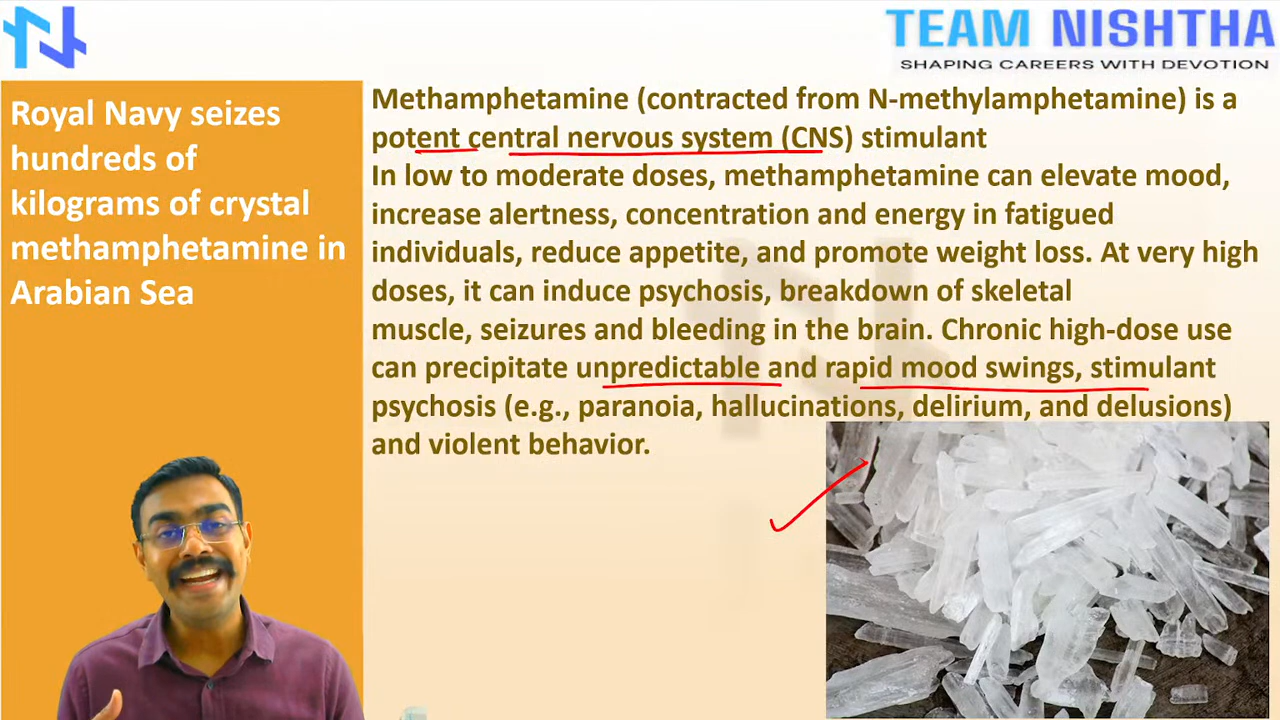 TEAM NISHTHA
SHAPING CAREERS WITH DEVOTION
Royal Navy seizes
hundreds of
kilograms of crystal
methamphetamine in
Arabian Sea
Methamphetamine (contracted from N-methylamphetamine) is a
potent central nervous system (CNS) stimulant
In low to moderate doses, methamphetamine can elevate mood,
increase alertness, concentration and energy in fatigued
individuals, reduce appetite, and promote weight loss. At very high
doses, it can induce psychosis, breakdown of skeletal
muscle, seizures and bleeding in the brain. Chronic high-dose use
can precipitate unpredictable and rapid mood swings, stimulant
psychosis (e.g., paranoia, hallucinations, delirium, and delusions)
and violent behavior.